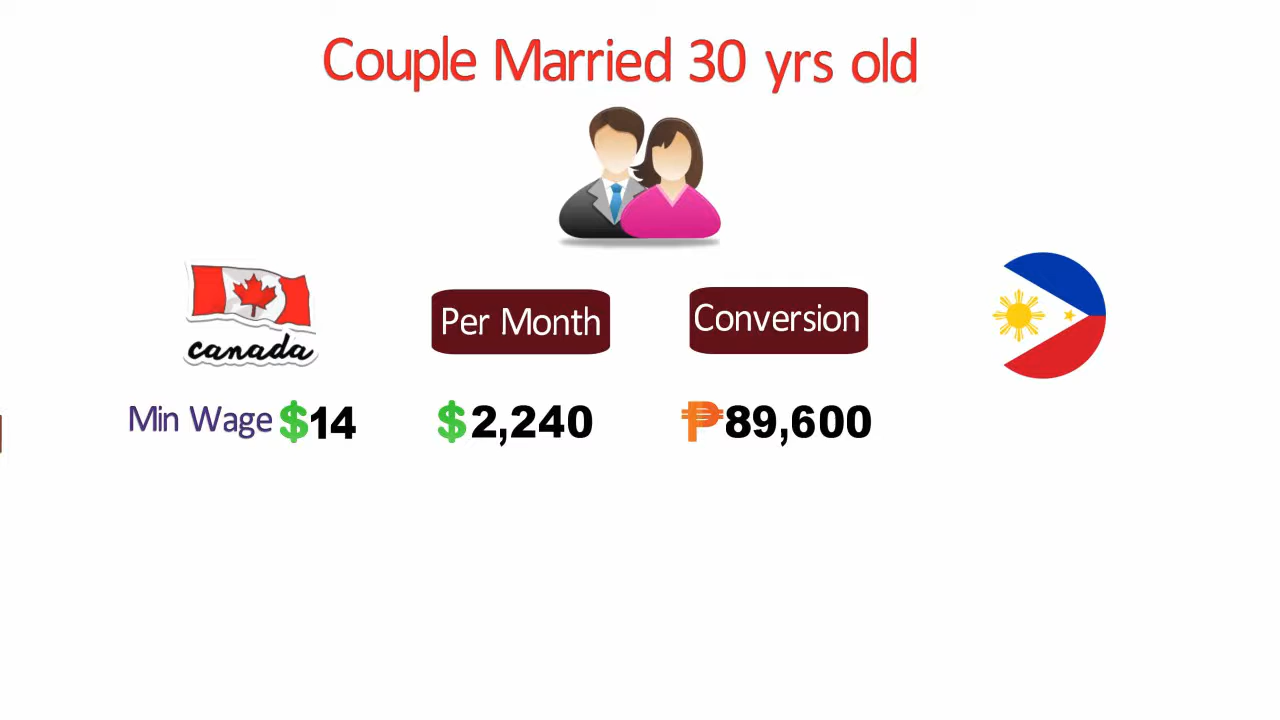 Couple Married 30 yrs old
canada
Per Month
Conversion
Min Wage $14
$2,240
₱89,600